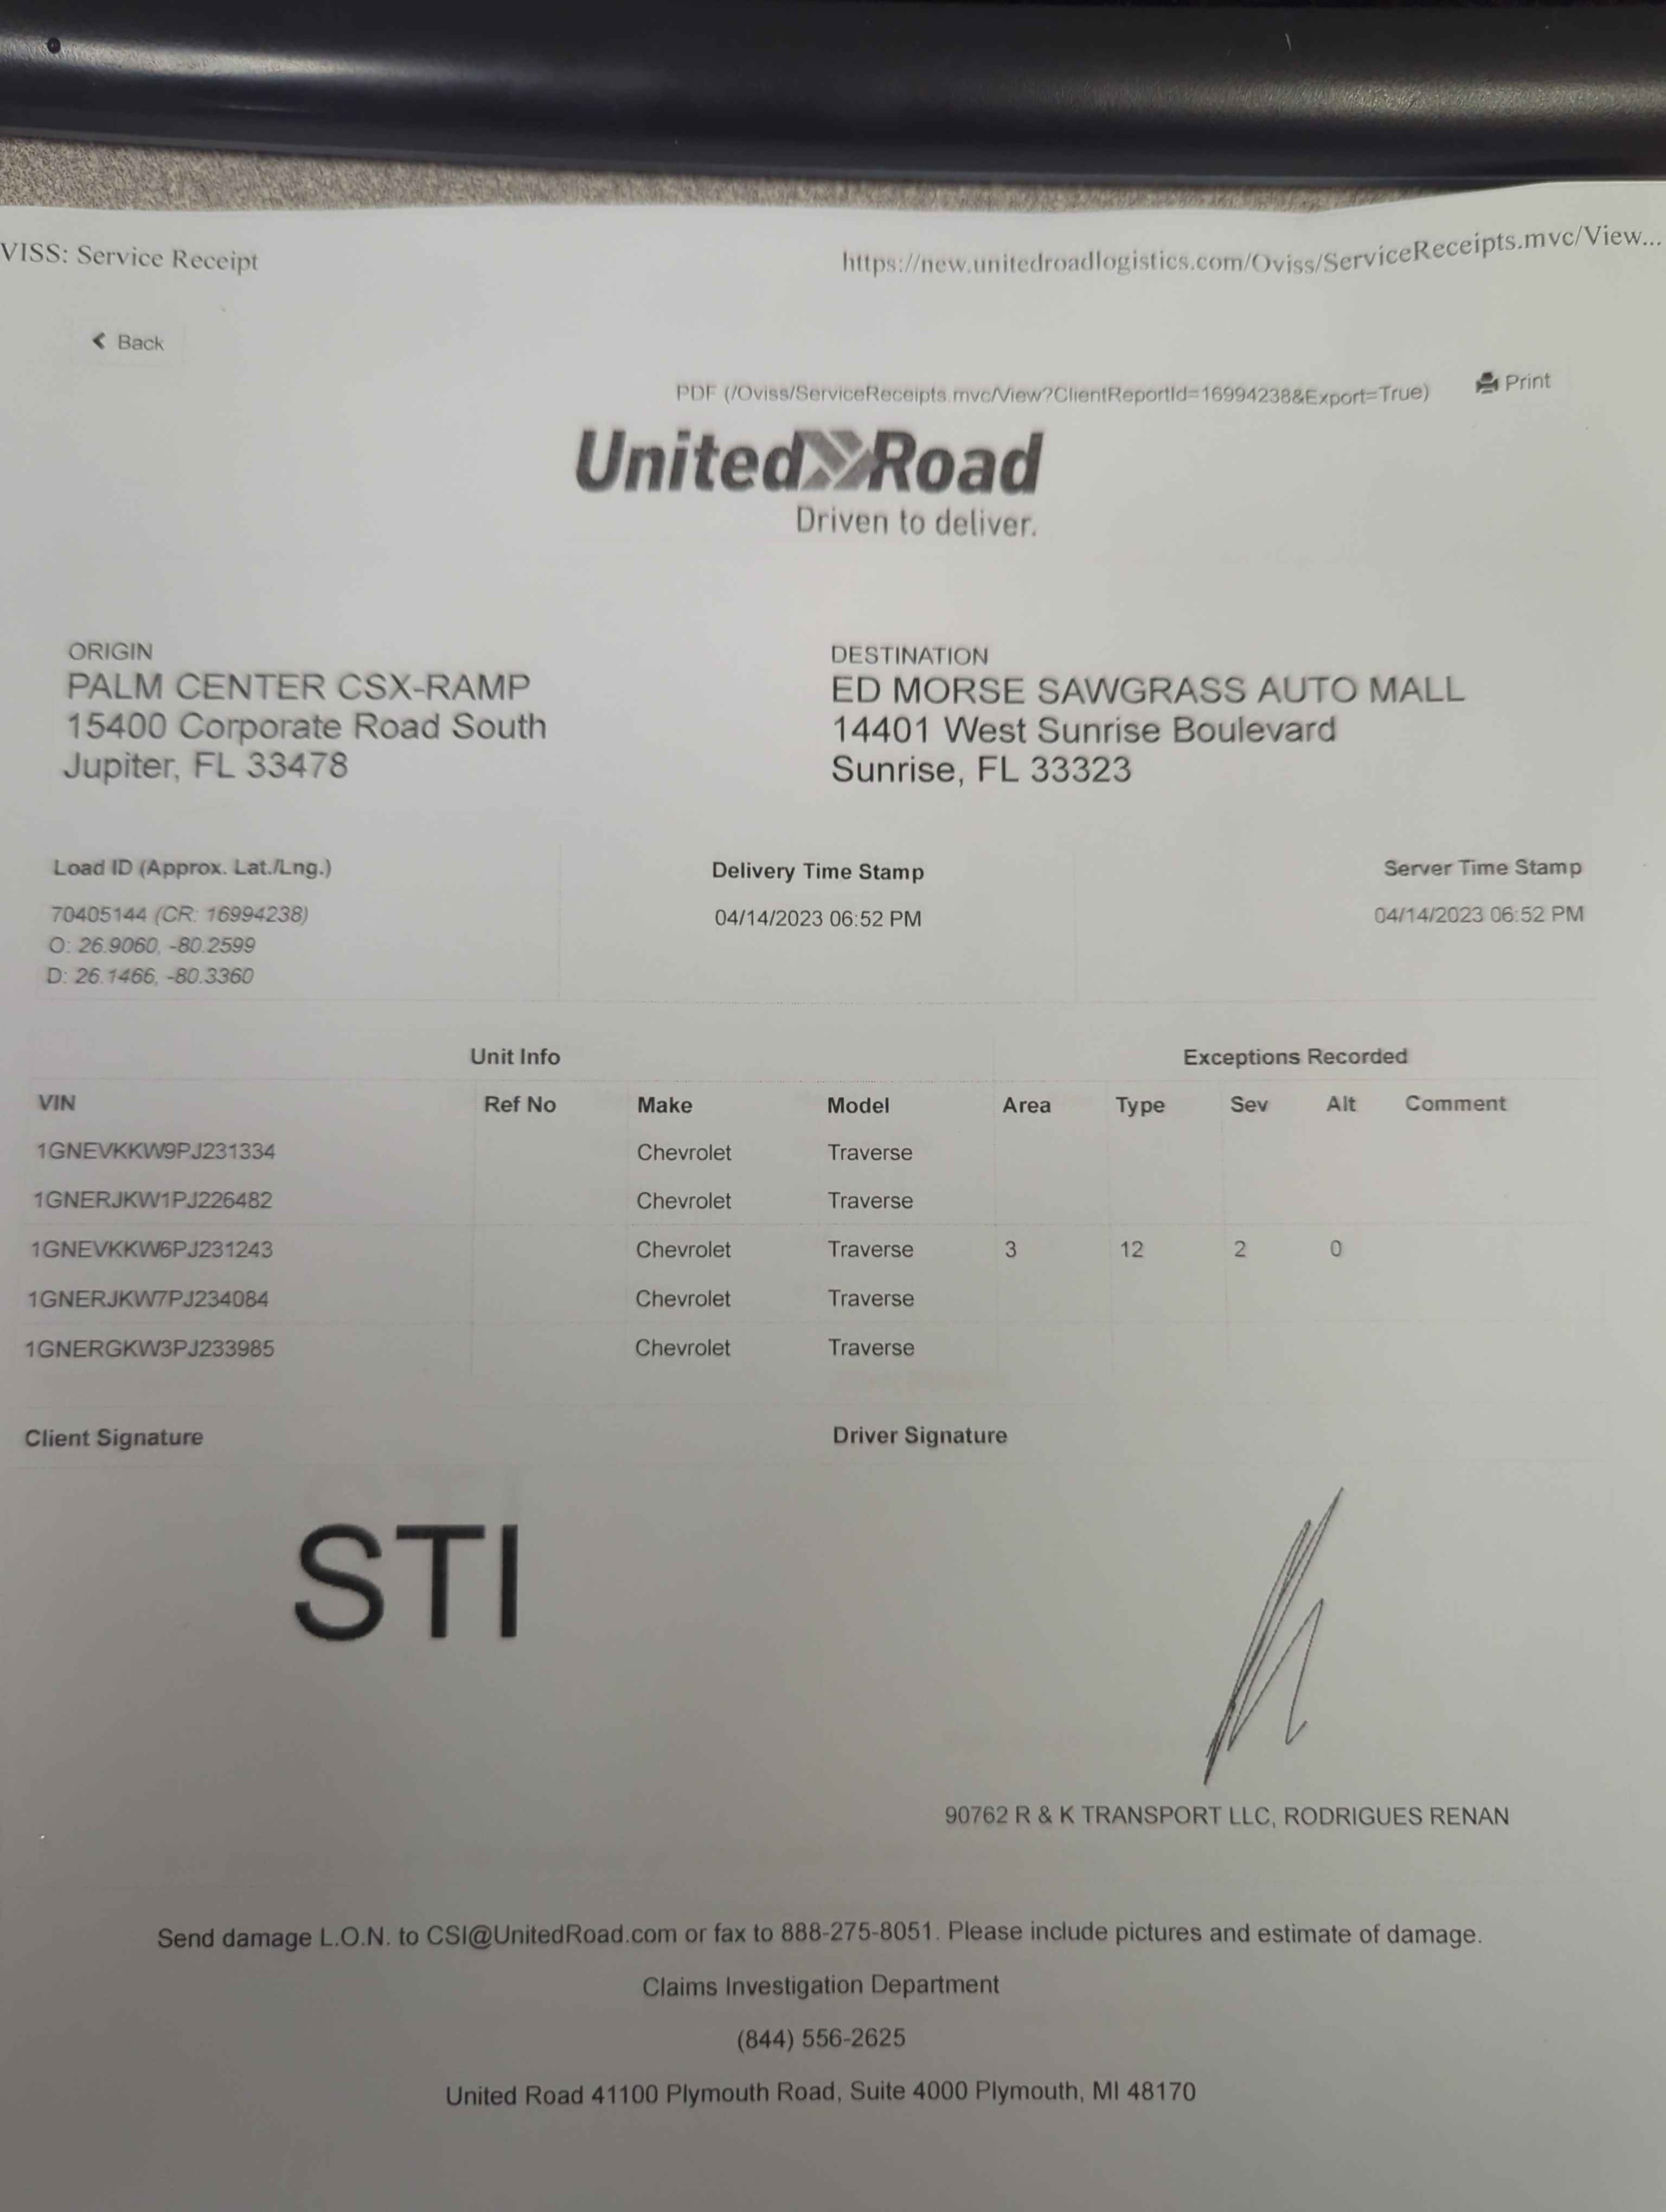 VISS: Service Receipt
https://new.unitedroadlogistics.com/Oviss/ServiceReceipts.mvc/View...
Back
PDF (/Oviss/ServiceReceipts.mvc/View?ClientReportId=16994238&Export=True)
Print
United Road
Driven to deliver.
ORIGIN
PALM CENTER CSX-RAMP
15400 Corporate Road South
Jupiter, FL 33478
DESTINATION
ED MORSE SAWGRASS AUTO MALL
14401 West Sunrise Boulevard
Sunrise, FL 33323
Load ID (Approx. Lat./Lng.)
70405144 (CR: 16994238)
O: 26.9060, -80.2599
D: 26.1466, -80.3360
Delivery Time Stamp
04/14/2023 06:52 PM
Server Time Stamp
04/14/2023 06:52 PM
Unit Info Exceptions Recorded
VIN Ref No Make Model Area Type Sev Alt Comment
1GNEVKKW9PJ231334 Chevrolet Traverse
1GNERJKW1PJ226482 Chevrolet Traverse
1GNEVKKW6PJ231243 Chevrolet Traverse 3 12 2 0
1GNERJKW7PJ234084 Chevrolet Traverse
1GNERGKW3PJ233985 Chevrolet Traverse
Client Signature Driver Signature
STI
90762 R & K TRANSPORT LLC, RODRIGUES RENAN
Send damage L.O.N. to CSI@UnitedRoad.com or fax to 888-275-8051. Please include pictures and estimate of damage.
Claims Investigation Department
(844) 556-2625
United Road 41100 Plymouth Road, Suite 4000 Plymouth, MI 48170